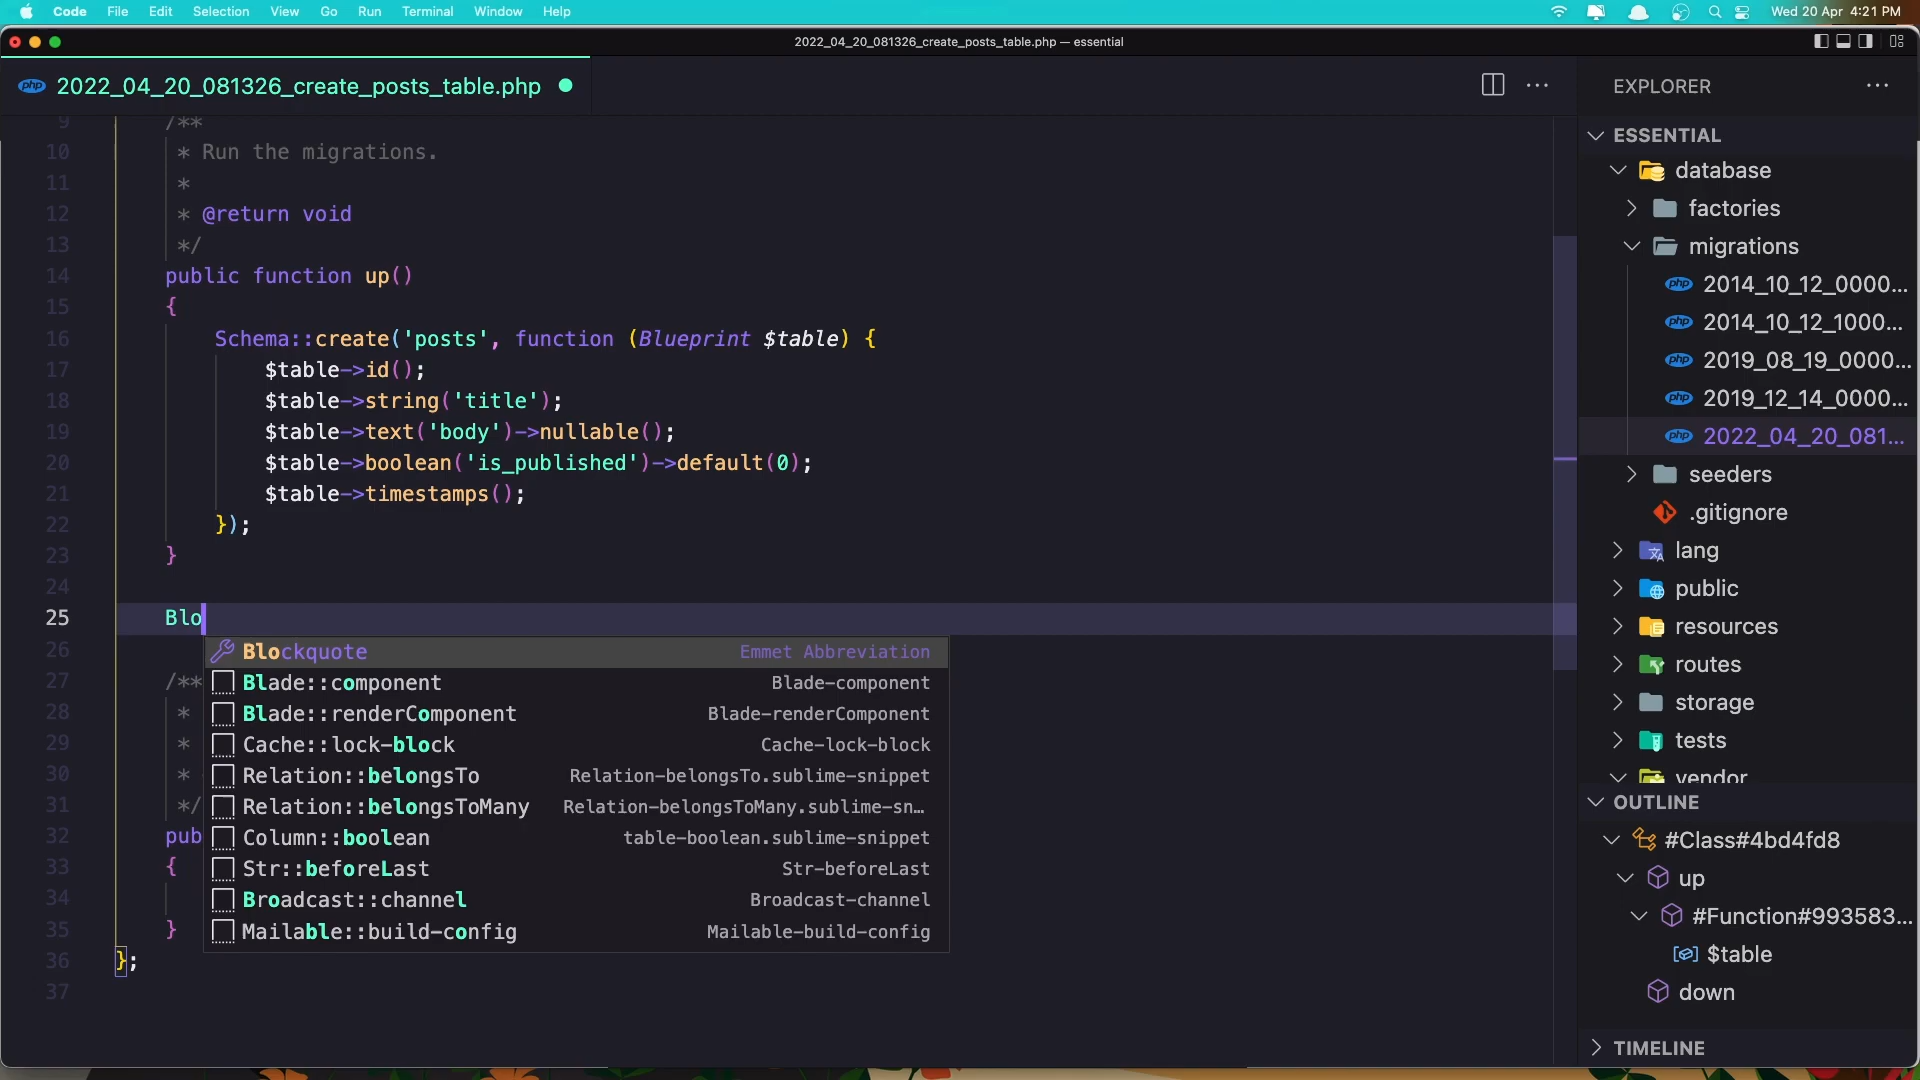 Code File Edit Selection View Go Run Terminal Window Help Wed 20 Apr 4:21 PM
2022_04_20_081326_create_posts_table.php — essential
php 2022_04_20_081326_create_posts_table.php
9 /**
10 * Run the migrations.
11 *
12 * @return void
13 */
14 public function up()
15 {
16 Schema::create('posts', function (Blueprint $table) {
17 $table->id();
18 $table->string('title');
19 $table->text('body')->nullable();
20 $table->boolean('is_published')->default(0);
21 $table->timestamps();
22 });
23 }
24
25 Blo
26 Blockquote Emmet Abbreviation
27 /** Blade::component Blade-component
28 * Blade::renderComponent Blade-renderComponent
29 * Cache::lock-block Cache-lock-block
30 * Relation::belongsTo Relation-belongsTo.sublime-snippet
31 */ Relation::belongsToMany Relation-belongsToMany.sublime-sn…
32 pub Column::boolean table-boolean.sublime-snippet
33 { Str::beforeLast Str-beforeLast
34 Broadcast::channel Broadcast-channel
35 } Mailable::build-config Mailable-build-config
36 };
37
EXPLORER
ESSENTIAL
database
factories
migrations
php 2014_10_12_0000...
php 2014_10_12_1000...
php 2019_08_19_0000...
php 2019_12_14_0000...
php 2022_04_20_081...
seeders
.gitignore
lang
public
resources
routes
storage
tests
vendor
OUTLINE
#Class#4bd4fd8
up
#Function#993583...
$table
down
TIMELINE